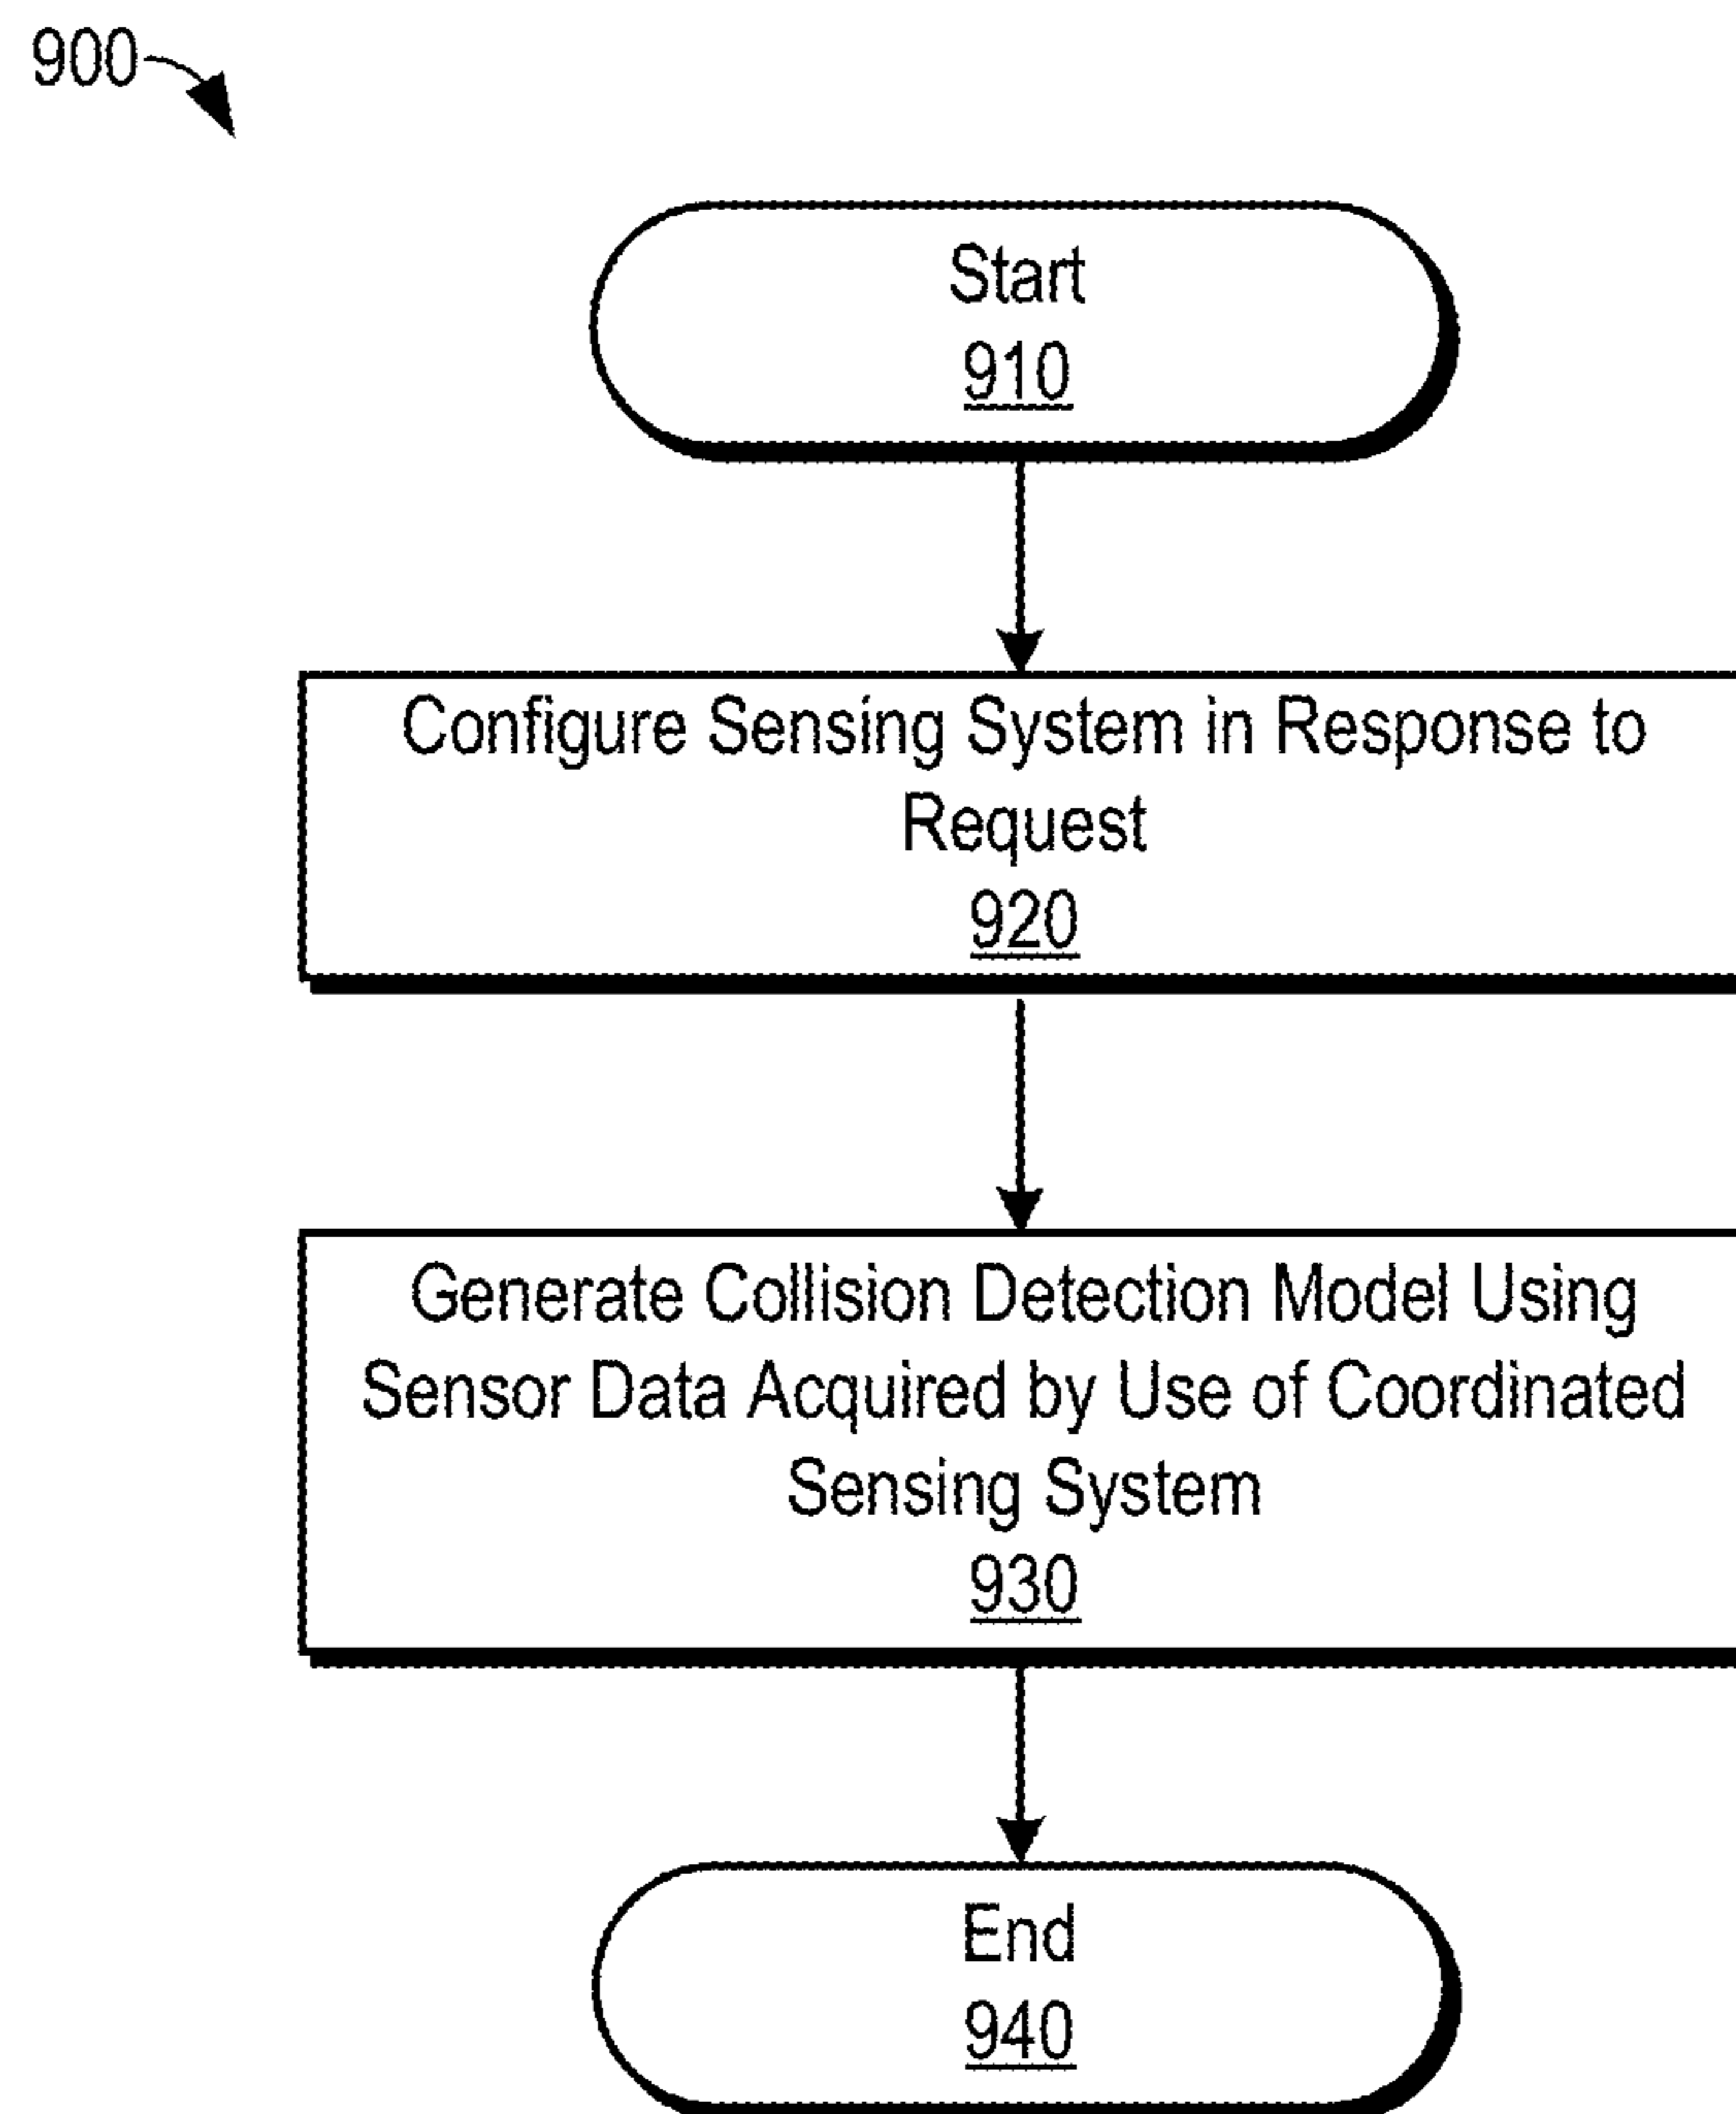 900
Start
910
Configure Sensing System in Response to
Request
920
Generate Collision Detection Model Using
Sensor Data Acquired by Use of Coordinated
Sensing System
930
End
940